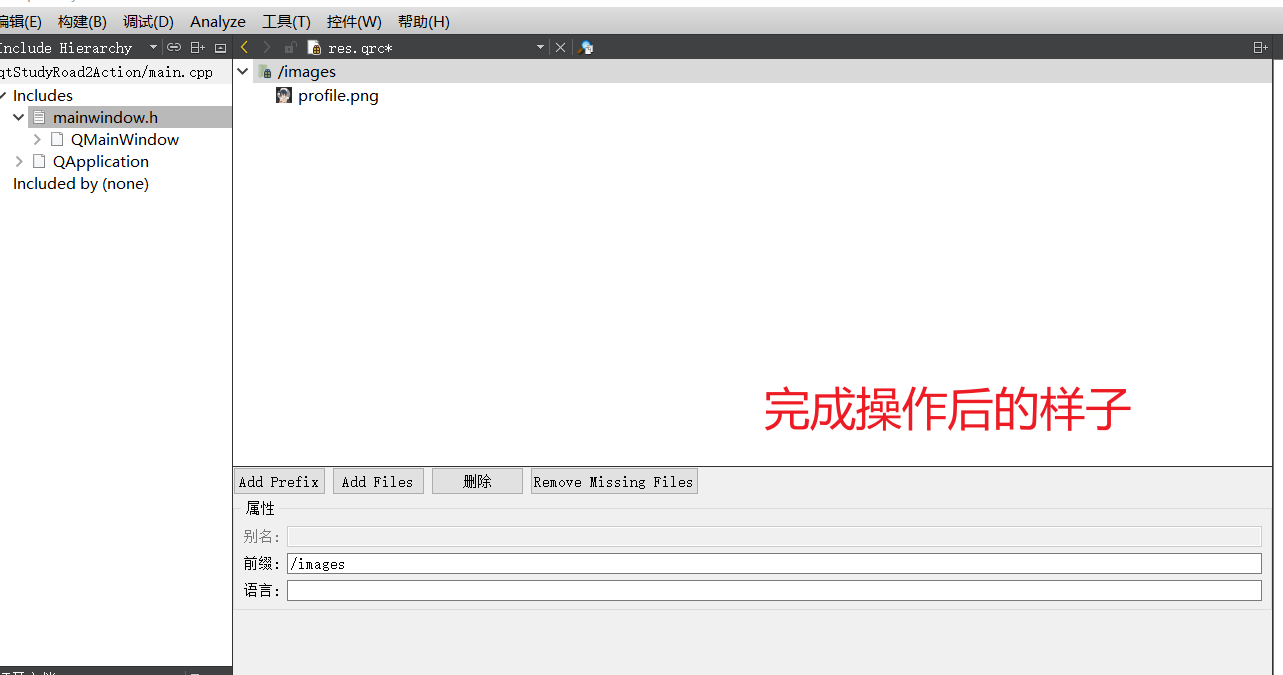 编辑(E) 构建(B) 调试(D) Analyze 工具(T) 控件(W) 帮助(H)
Include Hierarchy
res.qrc*
qtStudyRoad2Action/main.cpp
/images
Includes
profile.png
mainwindow.h
QMainWindow
QApplication
Included by (none)
完成操作后的样子
Add Prefix Add Files 删除 Remove Missing Files
属性
别名:
前缀: /images
语言: